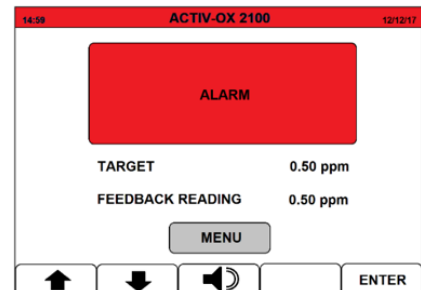 14:59 ACTIV-OX 2100 12/12/17
ALARM
TARGET 0.50 ppm
FEEDBACK READING 0.50 ppm
MENU
ENTER